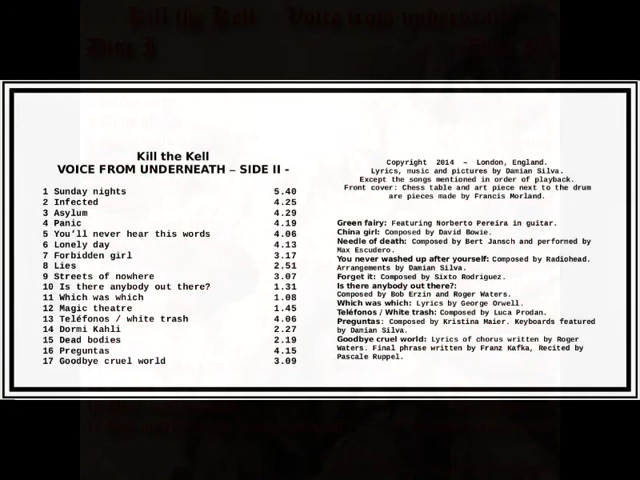 Kill the Kell Voice from underneath
Disc I
Kill the Kell
VOICE FROM UNDERNEATH – SIDE II -
1 Sunday nights 5.40
2 Infected 4.25
3 Asylum 4.29
4 Panic 4.19
5 You'll never hear this words 4.06
6 Lonely day 4.13
7 Forbidden girl 3.17
8 Lies 2.51
9 Streets of nowhere 3.07
10 Is there anybody out there? 1.31
11 Which was which 1.08
12 Magic theatre 1.45
13 Teléfonos / white trash 4.06
14 Dormi Kahli 2.27
15 Dead bodies 2.19
16 Preguntas 4.15
17 Goodbye cruel world 3.09
Copyright 2014 – London, England.
Lyrics, music and pictures by Damian Silva.
Except the songs mentioned in order of playback.
Front cover: Chess table and art piece next to the drum
are pieces made by Francis Morland.
Green fairy: Featuring Norberto Pereira in guitar.
China girl: Composed by David Bowie.
Needle of death: Composed by Bert Jansch and performed by
Max Escudero.
You never washed up after yourself: Composed by Radiohead.
Arrangements by Damian Silva.
Forget it: Composed by Sixto Rodriguez.
Is there anybody out there?:
Composed by Bob Erzin and Roger Waters.
Which was which: Lyrics by George Orwell.
Teléfonos / White trash: Composed by Luca Prodan.
Preguntas: Composed by Kristina Maier. Keyboards featured
by Damian Silva.
Goodbye cruel world: Lyrics of chorus written by Roger
Waters. Final phrase written by Franz Kafka, Recited by
Pascale Ruppel.